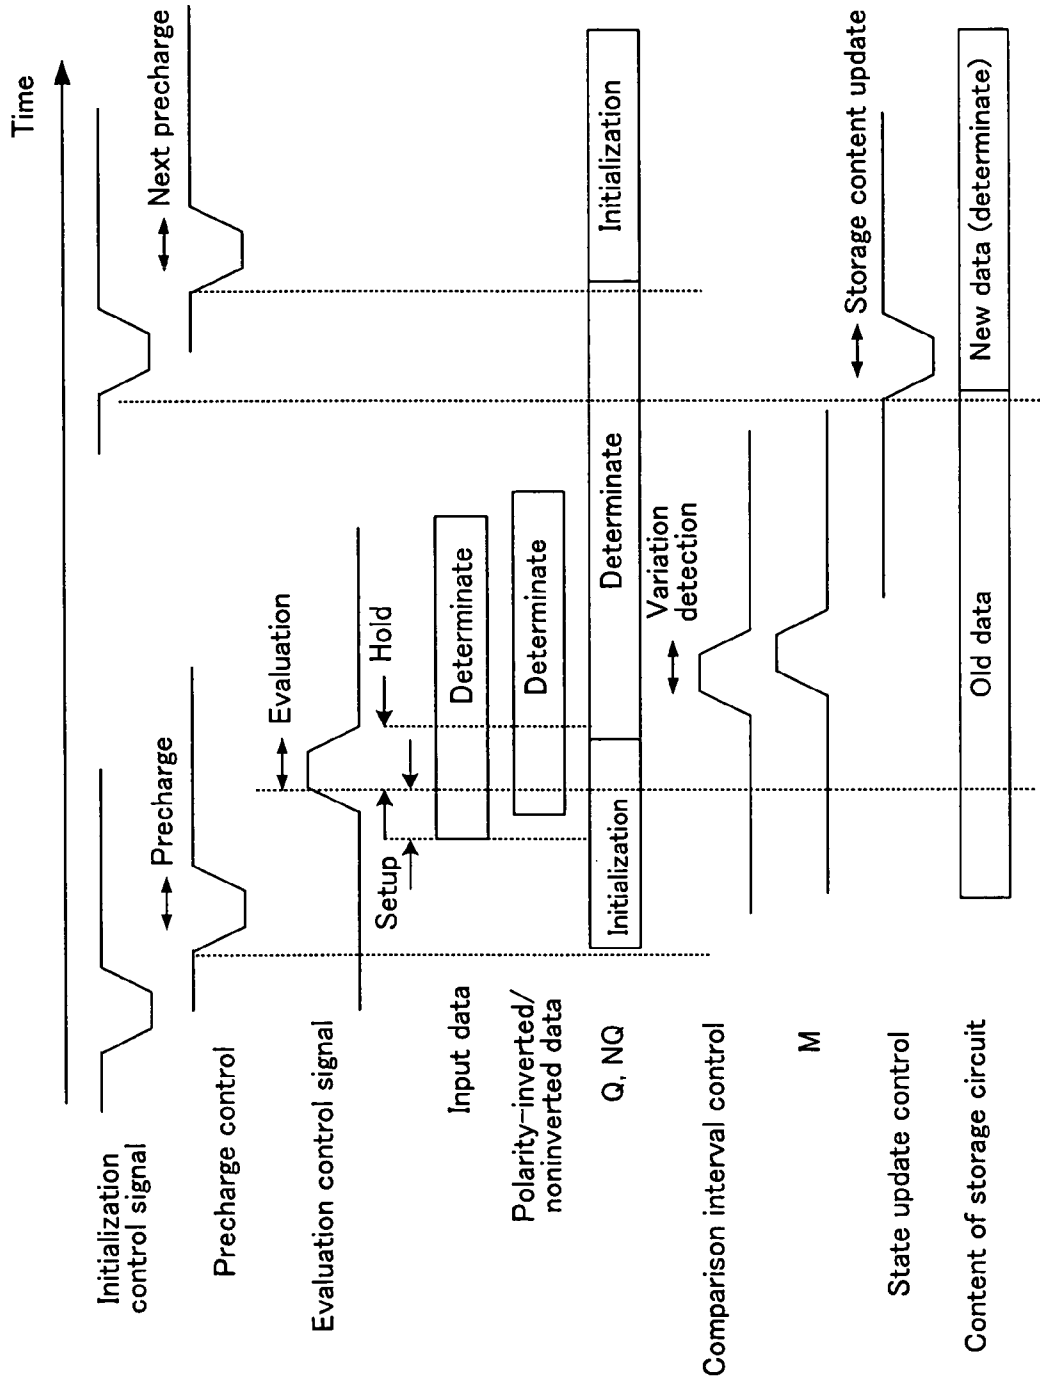 Time
Initialization
control signal
Precharge
Next precharge
Precharge control
Evaluation
Evaluation control signal
Setup
Hold
Input data
Determinate
Polarity-inverted/
noninverted data
Determinate
Q, NQ
Initialization
Determinate
Initialization
Variation
detection
Comparison interval control
M
Storage content update
State update control
Content of storage circuit
Old data
New data (determinate)